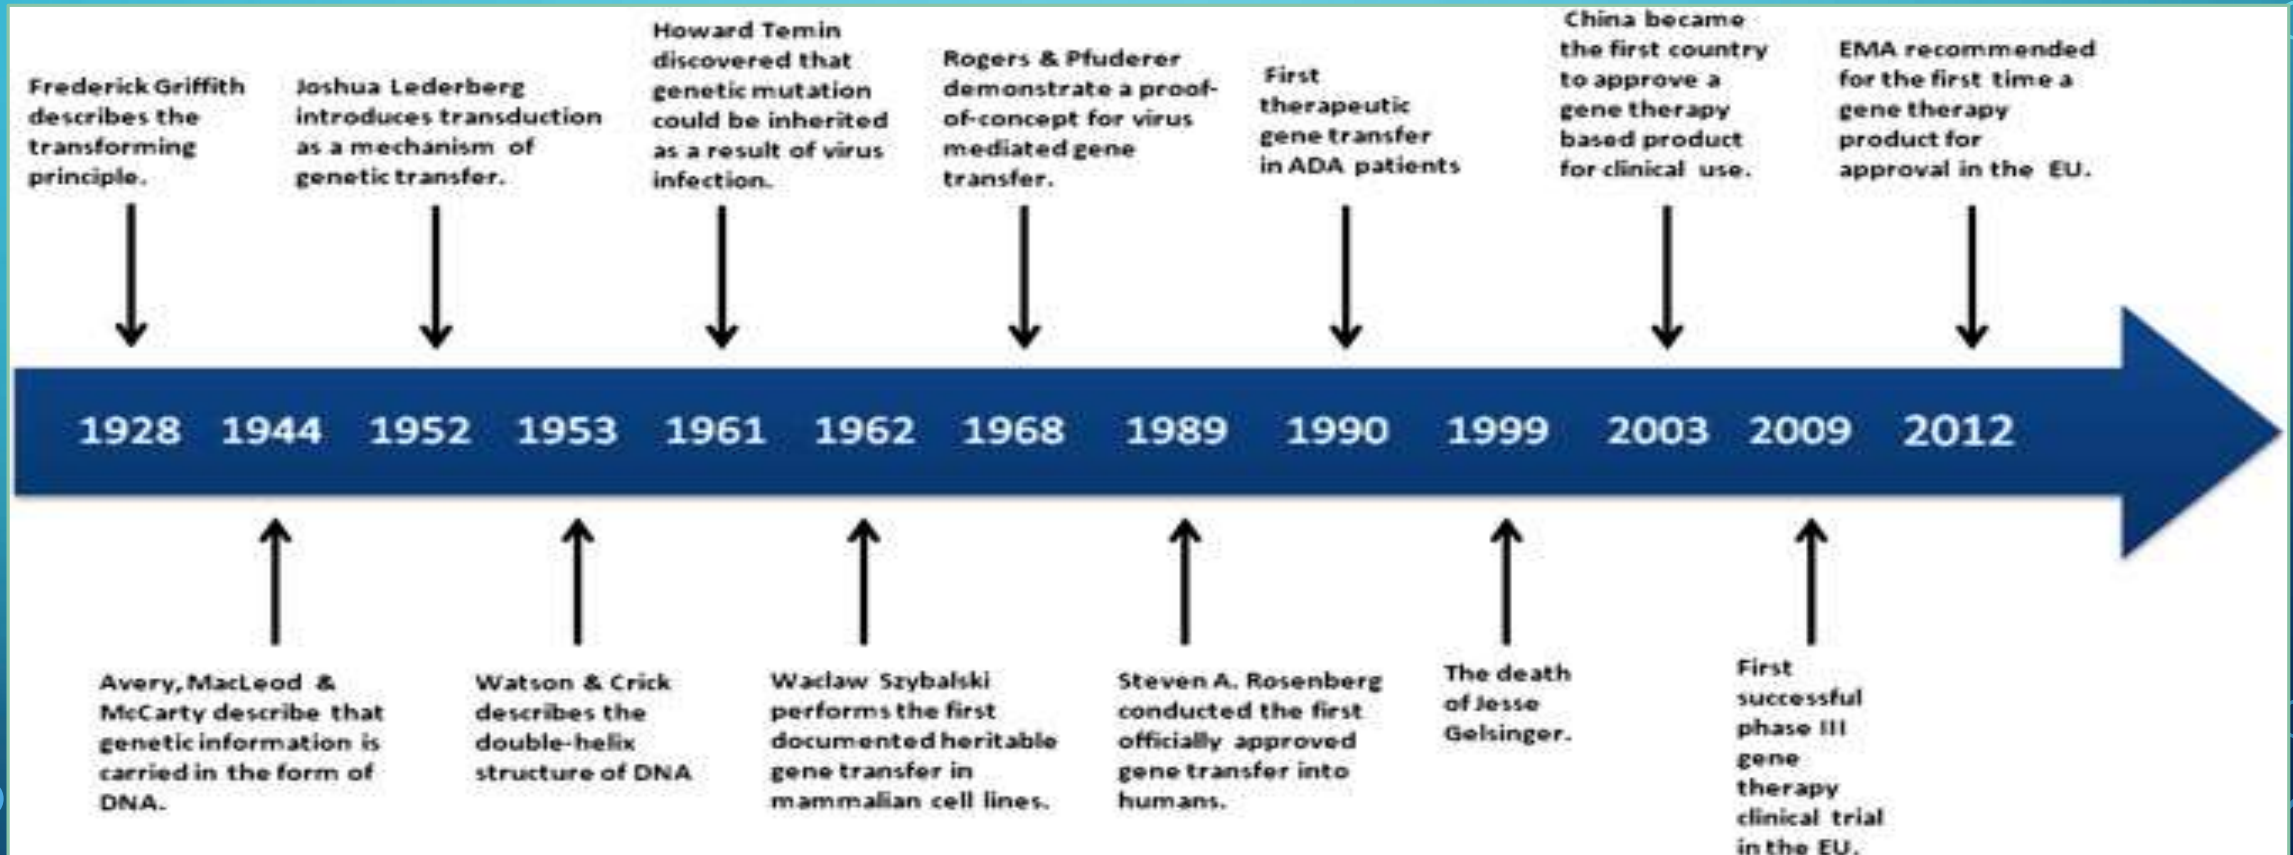 Frederick Griffith
describes the
transforming
principle.
Joshua Lederberg
introduces transduction
as a mechanism of
genetic transfer.
Howard Temin
discovered that
genetic mutation
could be inherited
as a result of virus
infection.
Rogers & Pfuderer
demonstrate a proof-
of-concept for virus
mediated gene
transfer.
First
therapeutic
gene transfer
in ADA patients
China became
the first country
to approve a
gene therapy
based product
for clinical use.
EMA recommended
for the first time a
gene therapy
product for
approval in the EU.
1928 1944 1952 1953 1961 1962 1968 1989 1990 1999 2003 2009 2012
Avery, MacLeod &
McCarty describe that
genetic information is
carried in the form of
DNA.
Watson & Crick
describes the
double-helix
structure of DNA
Waclaw Szybalski
performs the first
documented heritable
gene transfer in
mammalian cell lines.
Steven A. Rosenberg
conducted the first
officially approved
gene transfer into
humans.
The death
of Jesse
Gelsinger.
First
successful
phase III
gene
therapy
clinical trial
in the EU.